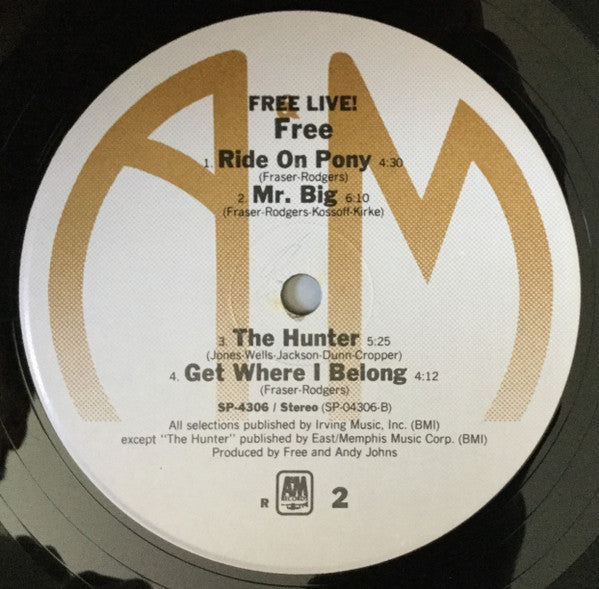 FREE LIVE!
Free
1. Ride On Pony 4:30
(Fraser-Rodgers)
2. Mr. Big 6:10
(Fraser-Rodgers-Kossoff-Kirke)
3. The Hunter 5:25
(Jones-Wells-Jackson-Dunn-Cropper)
4. Get Where I Belong 4:12
(Fraser-Rodgers)
SP-4306 / Stereo (SP-04306-B)
All selections published by Irving Music, Inc. (BMI)
except "The Hunter" published by East/Memphis Music Corp. (BMI)
Produced by Free and Andy Johns
R A&M RECORDS 2